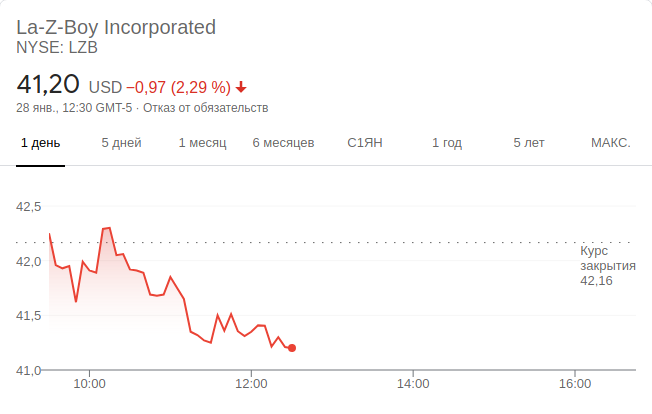 La-Z-Boy Incorporated
NYSE: LZB
41,20 USD −0,97 (2,29 %)
28 янв., 12:30 GMT-5 · Отказ от обязательств
1 день 5 дней 1 месяц 6 месяцев С1ЯН 1 год 5 лет МАКС.
42,5
42,0
41,5
41,0
Курс
закрытия
42,16
10:00 12:00 14:00 16:00